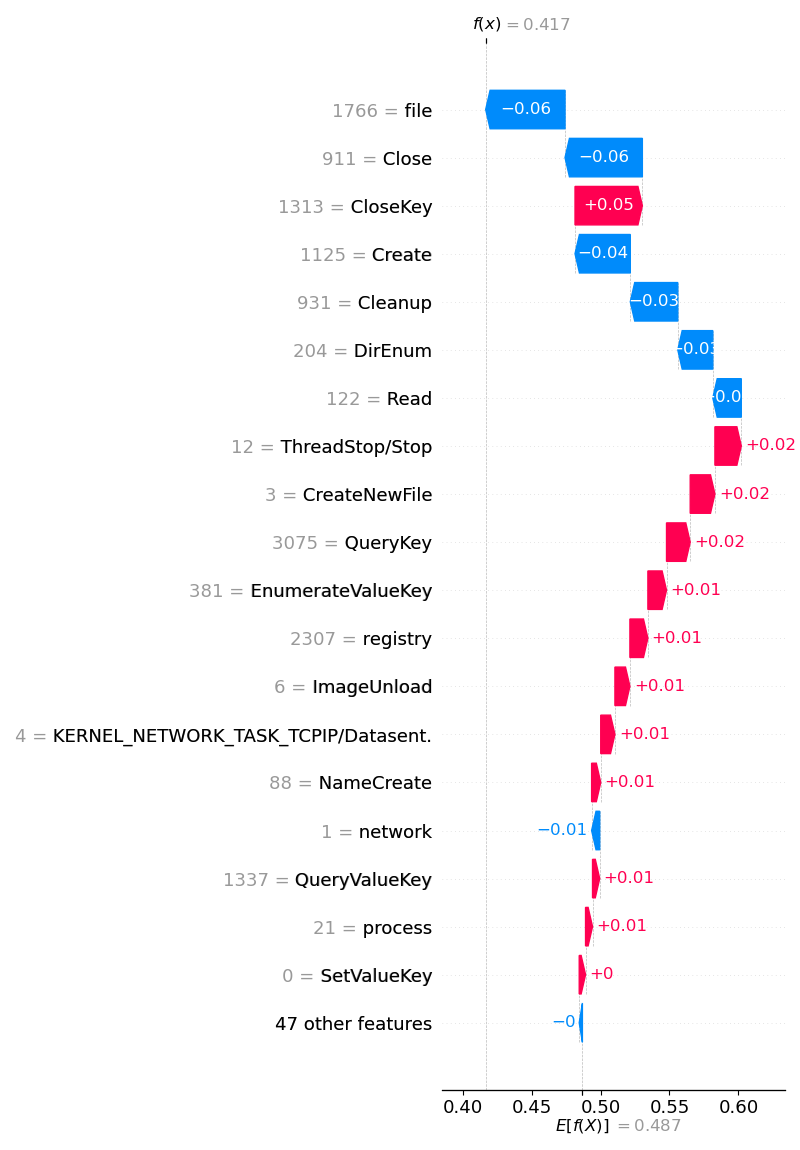 f(x) = 0.417
1766 = file −0.06
911 = Close −0.06
1313 = CloseKey +0.05
1125 = Create −0.04
931 = Cleanup −0.03
204 = DirEnum −0.03
122 = Read −0.0
12 = ThreadStop/Stop +0.02
3 = CreateNewFile +0.02
3075 = QueryKey +0.02
381 = EnumerateValueKey +0.01
2307 = registry +0.01
6 = ImageUnload +0.01
4 = KERNEL_NETWORK_TASK_TCPIP/Datasent. +0.01
88 = NameCreate +0.01
1 = network −0.01
1337 = QueryValueKey +0.01
21 = process +0.01
0 = SetValueKey +0
47 other features −0
0.40 0.45 0.50 0.55 0.60
E[f(X)] = 0.487